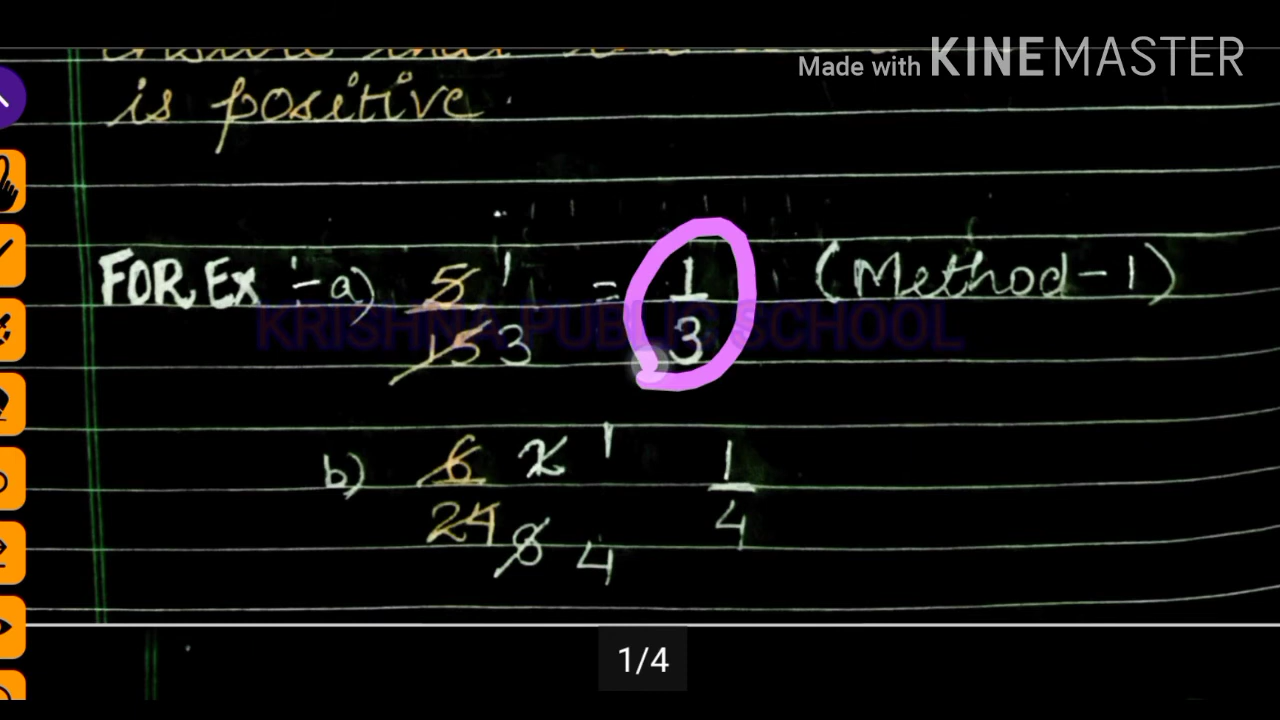 Made with KINEMASTER
is positive.
FOR Ex :- a) 5 1 = 1 (Method-1)
15 3 3
KRISHNA PUBLIC SCHOOL
b) 6 2 1 1
24 8 4 4
1/4